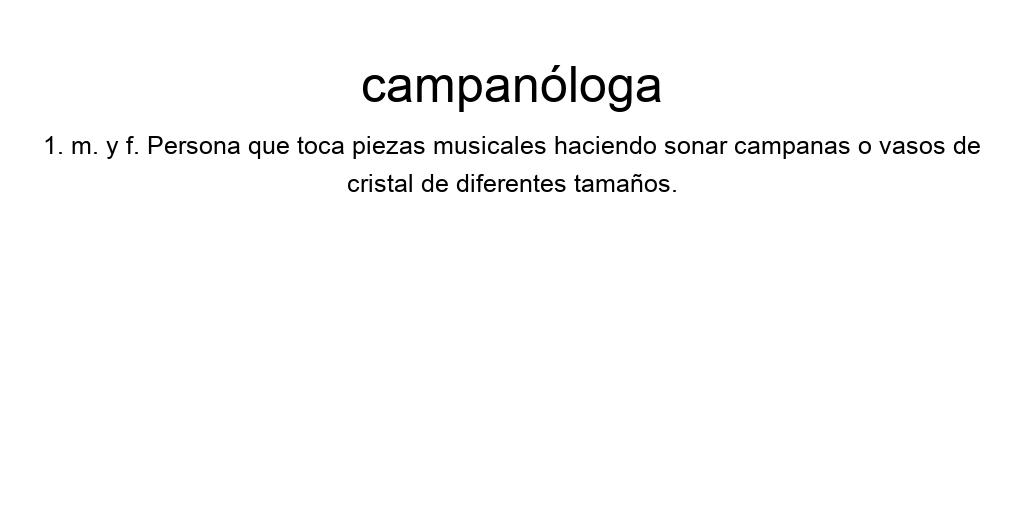 campanóloga
1. m. y f. Persona que toca piezas musicales haciendo sonar campanas o vasos de
cristal de diferentes tamaños.